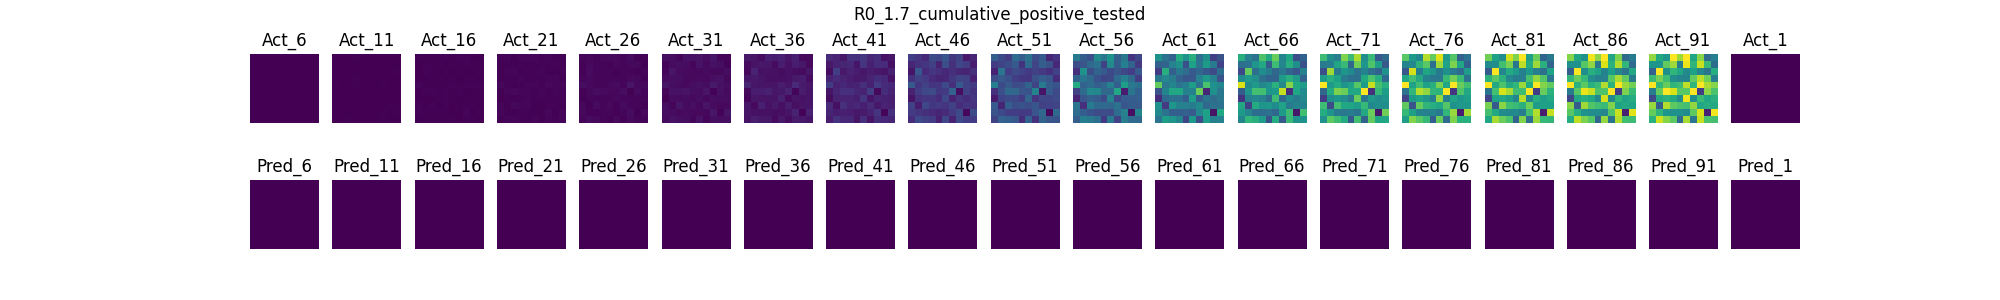 R0_1.7_cumulative_positive_tested
Act_6 Act_11 Act_16 Act_21 Act_26 Act_31 Act_36 Act_41 Act_46 Act_51 Act_56 Act_61 Act_66 Act_71 Act_76 Act_81 Act_86 Act_91 Act_1
Pred_6 Pred_11 Pred_16 Pred_21 Pred_26 Pred_31 Pred_36 Pred_41 Pred_46 Pred_51 Pred_56 Pred_61 Pred_66 Pred_71 Pred_76 Pred_81 Pred_86 Pred_91 Pred_1